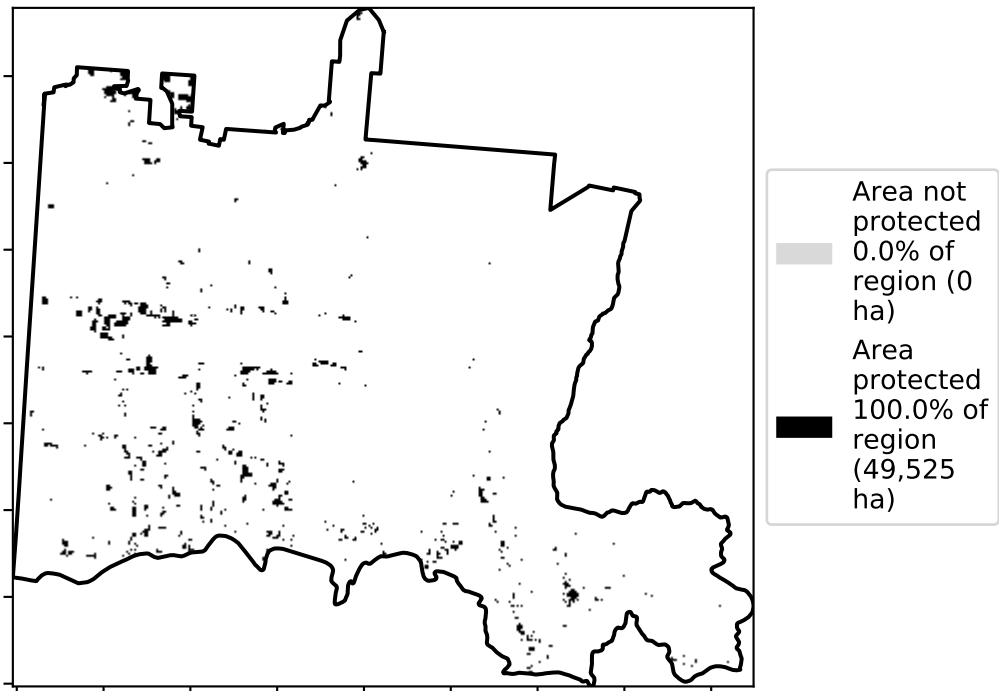 Area not
protected
0.0% of
region (0
ha)
Area
protected
100.0% of
region
(49,525
ha)